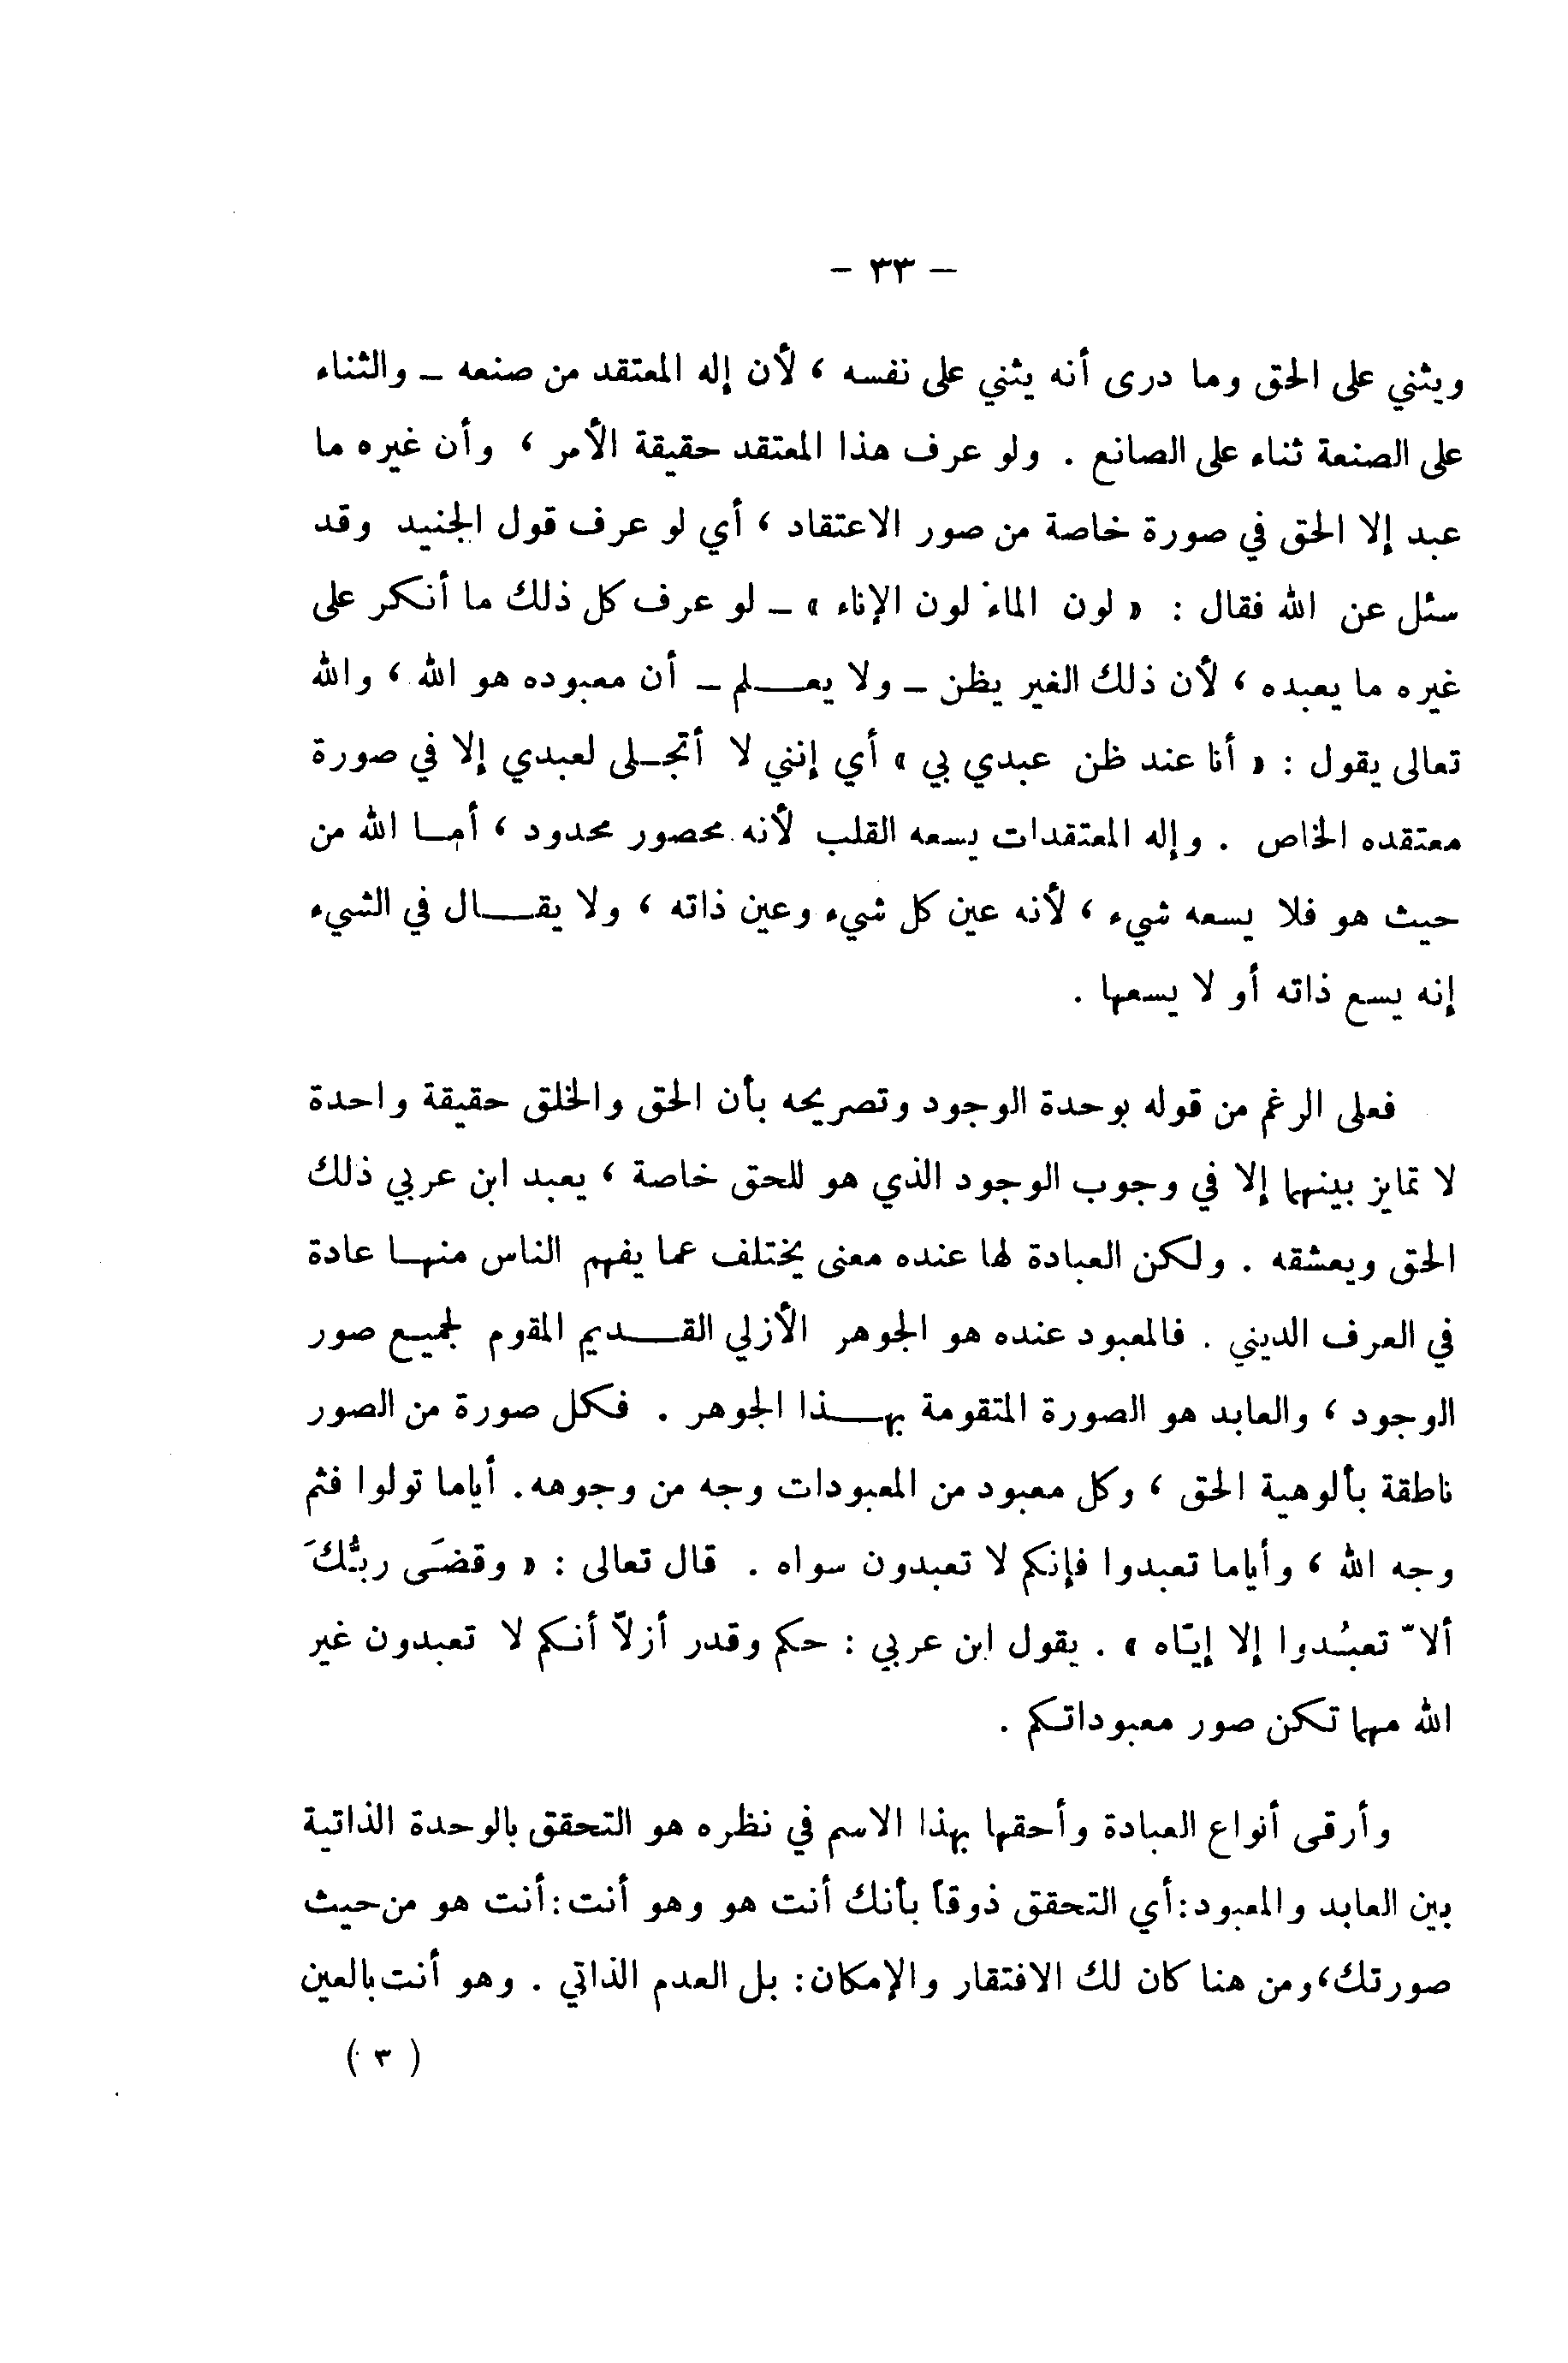 - ٣٣ -
ويثني على الحق وما درى أنه يثني على نفسه ، لأن إله المعتقد من صنعه – والثناء
على الصنعة ثناء على الصانع . ولو عرف هذا المعتقد حقيقة الأمر ، وأن غيره ما
عبد إلا الحق في صورة خاصة من صور الاعتقاد ، أي لو عرف قول الجنيد وقد
سئل عن الله فقال : « لون الماء لون الإناء » – لو عرف كل ذلك ما أنكر على
غيره ما يعبده ، لأن ذلك الغير يظن – ولا يعلم – أن معبوده هو الله ، والله
تعالى يقول : « أنا عند ظن عبدي بي » أي إنني لا أتجلى لعبدي إلا في صورة
معتقده الخاص . وإله المعتقدات يسعه القلب لأنه محصور محدود ، أما الله من
حيث هو فلا يسعه شيء ، لأنه عين كل شيء وعين ذاته ، ولا يقال في الشيء
إنه يسع ذاته أو لا يسعها .
فعلى الرغم من قوله بوحدة الوجود وتصريحه بأن الحق والخلق حقيقة واحدة
لا تمايز بينهما إلا في وجوب الوجود الذي هو للحق خاصة ، يعبد ابن عربي ذلك
الحق ويعشقه . ولكن العبادة لها عنده معنى يختلف عما يفهم الناس منها عادة
في العرف الديني . فالمعبود عنده هو الجوهر الأزلي القديم المقوم لجميع صور
الوجود ، والعابد هو الصورة المتقومة بهذا الجوهر . فكل صورة من الصور
ناطقة بألوهية الحق ، وكل معبود من المعبودات وجه من وجوهه . أياما تولوا فثم
وجه الله ، وأياما تعبدوا فإنكم لا تعبدون سواه . قال تعالى : « وقضَى ربُّكَ
ألاّ تعبُدوا إلا إيّاه » . يقول ابن عربي : حكم وقدر أزلاً أنكم لا تعبدون غير
الله مهما تكن صور معبوداتكم .
وأرقى أنواع العبادة وأحقها بهذا الاسم في نظره هو التحقق بالوحدة الذاتية
بين العابد والمعبود : أي التحقق ذوقاً بأنك أنت هو وهو أنت : أنت هو من حيث
صورتك ، ومن هنا كان لك الافتقار والإمكان : بل العدم الذاتي . وهو أنت بالعين
( ٣ )